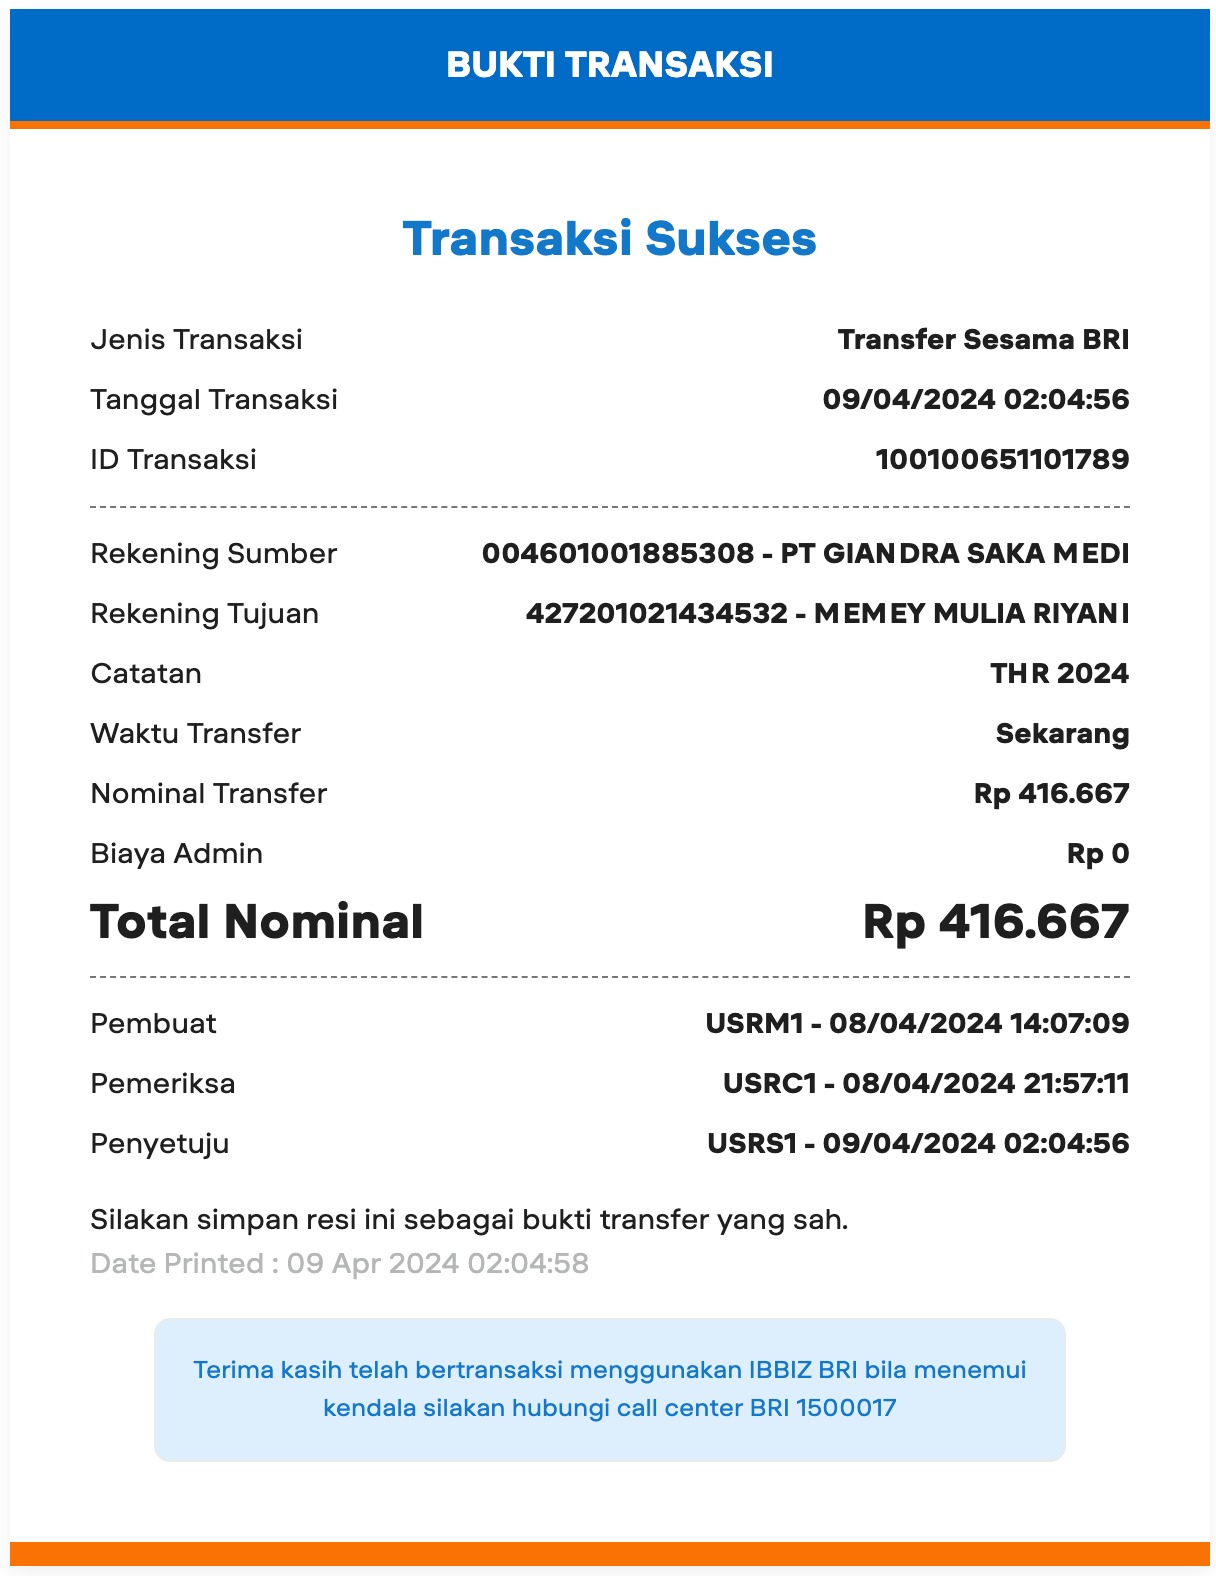 BUKTI TRANSAKSI
Transaksi Sukses
Jenis Transaksi Transfer Sesama BRI
Tanggal Transaksi 09/04/2024 02:04:56
ID Transaksi 100100651101789
Rekening Sumber 004601001885308 - PT GIANDRA SAKA MEDI
Rekening Tujuan 427201021434532 - MEMEY MULIA RIYANI
Catatan THR 2024
Waktu Transfer Sekarang
Nominal Transfer Rp 416.667
Biaya Admin Rp 0
Total Nominal Rp 416.667
Pembuat USRM1 - 08/04/2024 14:07:09
Pemeriksa USRC1 - 08/04/2024 21:57:11
Penyetuju USRS1 - 09/04/2024 02:04:56
Silakan simpan resi ini sebagai bukti transfer yang sah.
Date Printed : 09 Apr 2024 02:04:58
Terima kasih telah bertransaksi menggunakan IBBIZ BRI bila menemui
kendala silakan hubungi call center BRI 1500017